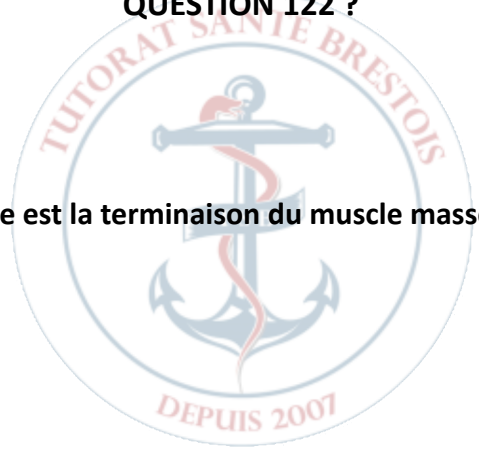 QUESTION 122 ?
TUTORAT SANTE BRESTOIS
e est la terminaison du muscle mass
DEPUIS 2007